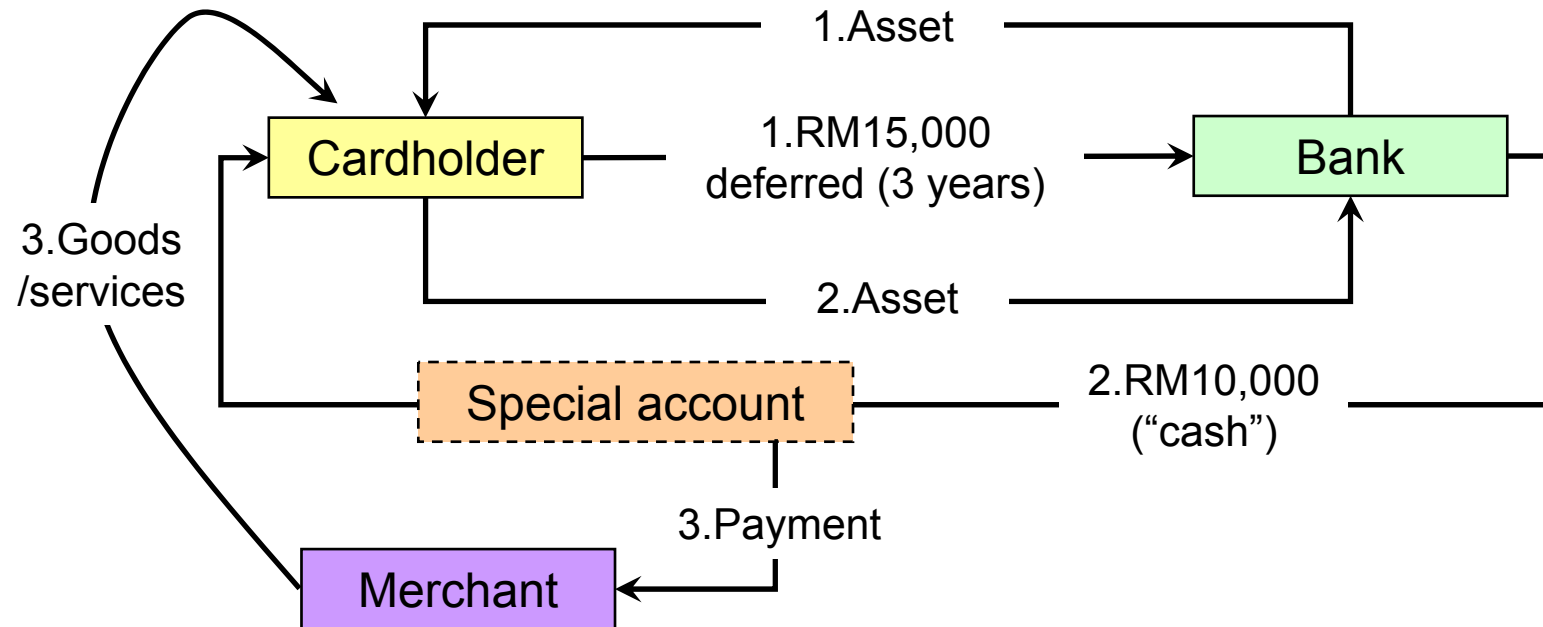 1.Asset
Cardholder
1.RM15,000
deferred (3 years)
Bank
3.Goods
/services
2.Asset
Special account
2.RM10,000
(“cash”)
3.Payment
Merchant